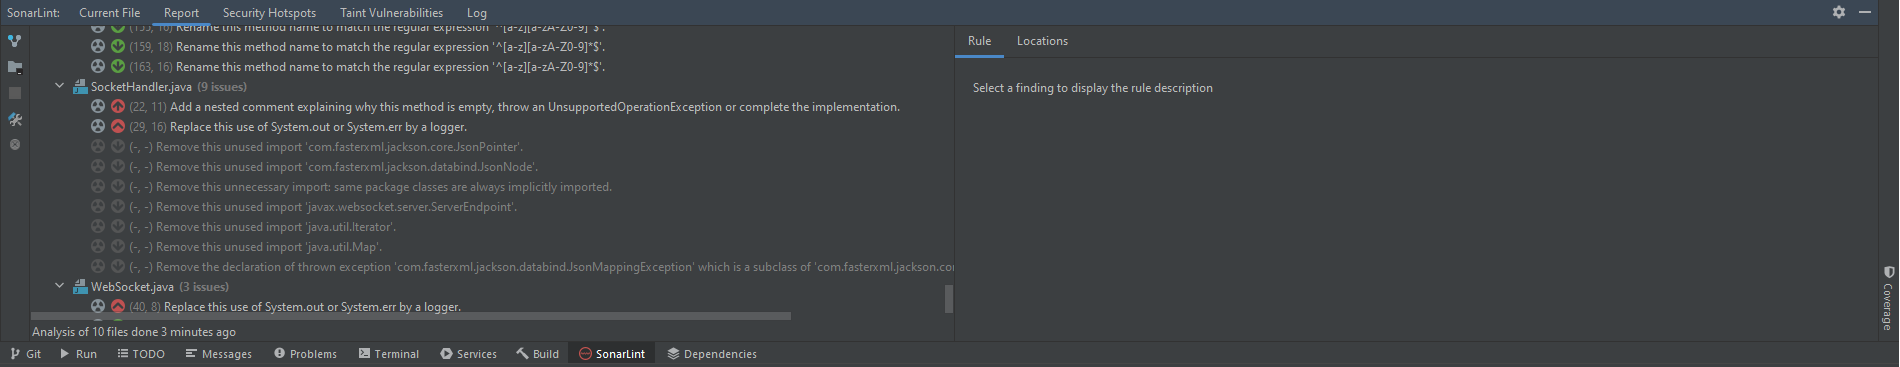 SonarLint: Current File Report Security Hotspots Taint Vulnerabilities Log
(155, 16) Rename this method name to match the regular expression '^[a-z][a-zA-Z0-9]*$'.
(159, 18) Rename this method name to match the regular expression '^[a-z][a-zA-Z0-9]*$'.
(163, 16) Rename this method name to match the regular expression '^[a-z][a-zA-Z0-9]*$'.
SocketHandler.java (9 issues)
(22, 11) Add a nested comment explaining why this method is empty, throw an UnsupportedOperationException or complete the implementation.
(29, 16) Replace this use of System.out or System.err by a logger.
(-, -) Remove this unused import 'com.fasterxml.jackson.core.JsonPointer'.
(-, -) Remove this unused import 'com.fasterxml.jackson.databind.JsonNode'.
(-, -) Remove this unnecessary import: same package classes are always implicitly imported.
(-, -) Remove this unused import 'javax.websocket.server.ServerEndpoint'.
(-, -) Remove this unused import 'java.util.Iterator'.
(-, -) Remove this unused import 'java.util.Map'.
(-, -) Remove the declaration of thrown exception 'com.fasterxml.jackson.databind.JsonMappingException' which is a subclass of 'com.fasterxml.jackson.co
WebSocket.java (3 issues)
(40, 8) Replace this use of System.out or System.err by a logger.
Analysis of 10 files done 3 minutes ago
Rule Locations
Select a finding to display the rule description
Coverage
Git Run TODO Messages Problems Terminal Services Build SonarLint Dependencies